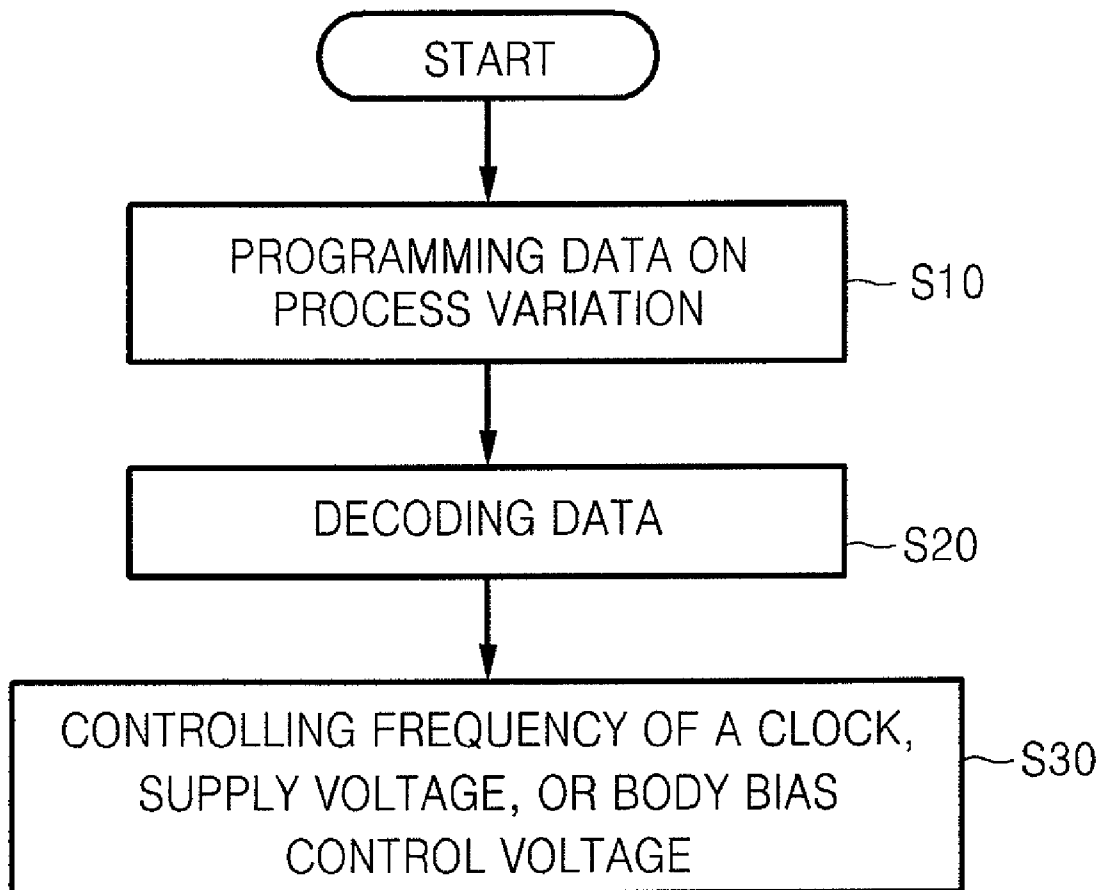 START
PROGRAMMING DATA ON
PROCESS VARIATION
S10
DECODING DATA
S20
CONTROLLING FREQUENCY OF A CLOCK,
SUPPLY VOLTAGE, OR BODY BIAS
CONTROL VOLTAGE
S30